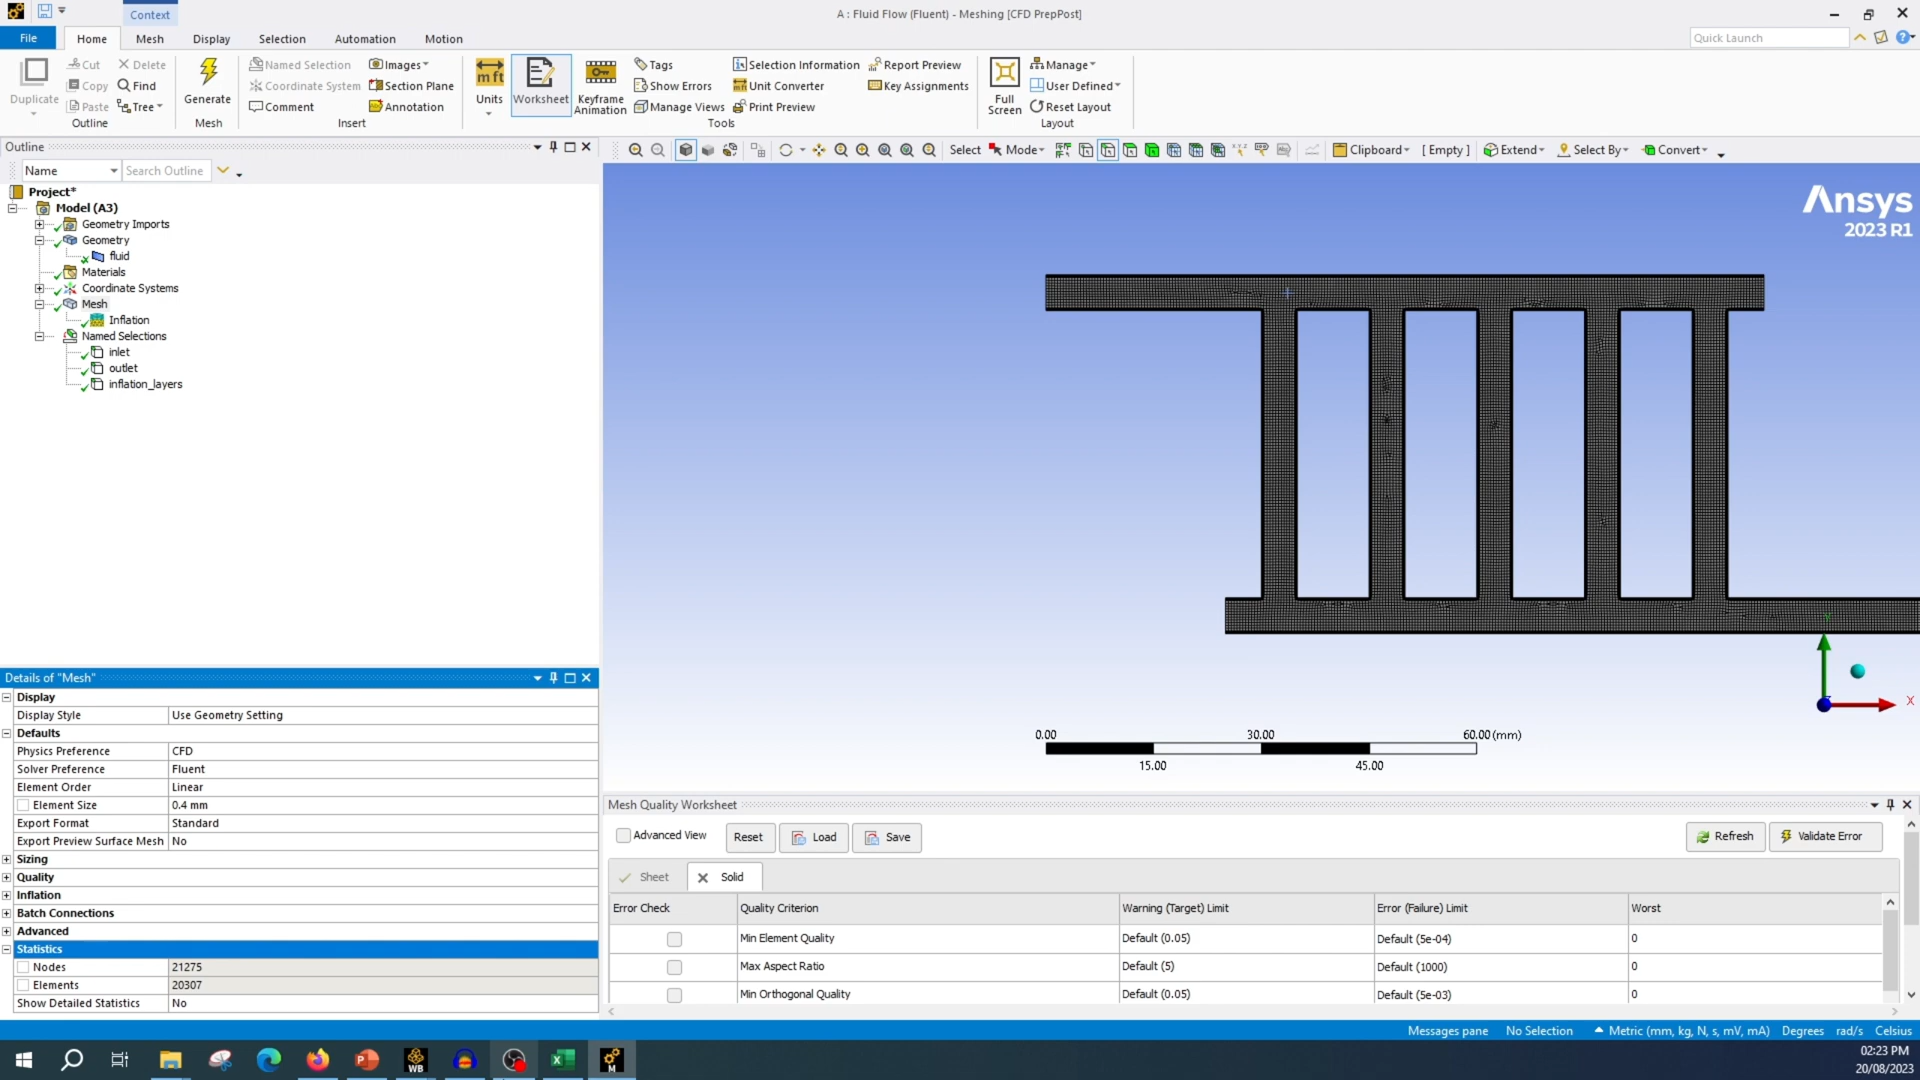 Context
A : Fluid Flow (Fluent) - Meshing [CFD PrepPost]
File Home Mesh Display Selection Automation Motion Quick Launch
Duplicate Cut Copy Paste Delete Find Tree Outline
Generate Mesh
Named Selection Coordinate System Comment Images Section Plane Annotation Insert
mft Units Worksheet Keyframe Animation Tags Show Errors Manage Views Selection Information Unit Converter Print Preview Report Preview Key Assignments Tools
Full Screen Manage User Defined Reset Layout Layout
Outline
Name Search Outline
Project*
Model (A3)
Geometry Imports
Geometry
fluid
Materials
Coordinate Systems
Mesh
Inflation
Named Selections
inlet
outlet
inflation_layers
Select Mode Clipboard [ Empty ] Extend Select By Convert
Ansys
2023 R1
Y
X
0.00 30.00 60.00 (mm)
15.00 45.00
Details of "Mesh"
Display
Display Style Use Geometry Setting
Defaults
Physics Preference CFD
Solver Preference Fluent
Element Order Linear
Element Size 0.4 mm
Export Format Standard
Export Preview Surface Mesh No
Sizing
Quality
Inflation
Batch Connections
Advanced
Statistics
Nodes 21275
Elements 20307
Show Detailed Statistics No
Mesh Quality Worksheet
Advanced View Reset Load Save Refresh Validate Error
Sheet Solid
Error Check Quality Criterion Warning (Target) Limit Error (Failure) Limit Worst
Min Element Quality Default (0.05) Default (5e-04) 0
Max Aspect Ratio Default (5) Default (1000) 0
Min Orthogonal Quality Default (0.05) Default (5e-03) 0
Messages pane No Selection Metric (mm, kg, N, s, mV, mA) Degrees rad/s Celsius
WB M
02:23 PM
20/08/2023